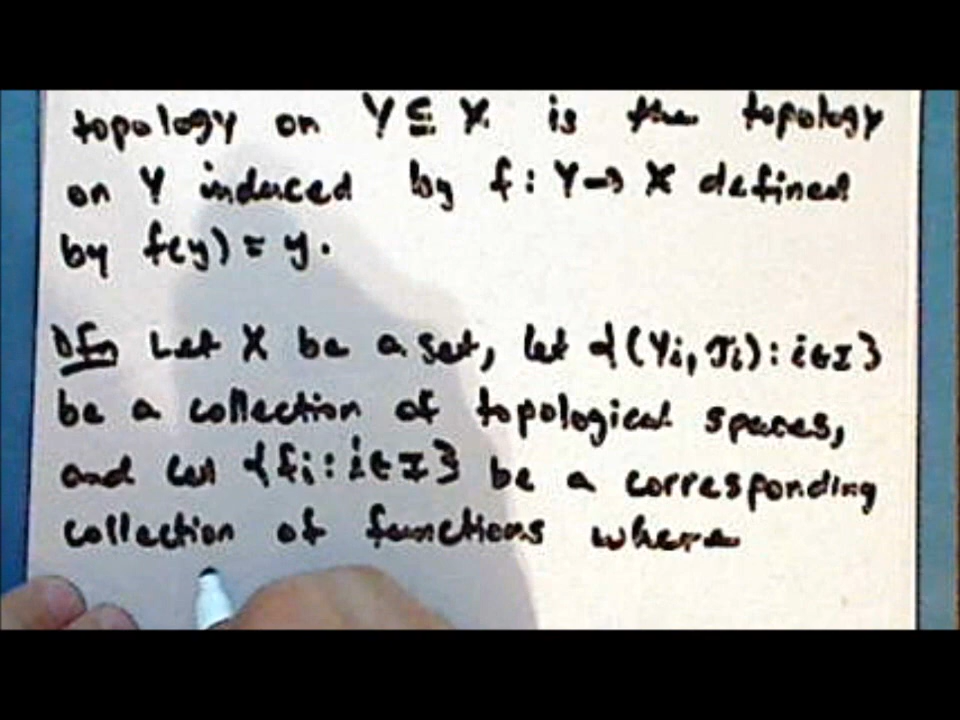 topology on Y ⊆ X is the topology
on Y induced by f: Y → X defined
by f(y) = y.
Dfn Let X be a set, let {(Yi, Ti): i ∈ I}
be a collection of topological spaces,
and let {fi: i ∈ I} be a corresponding
collection of functions where